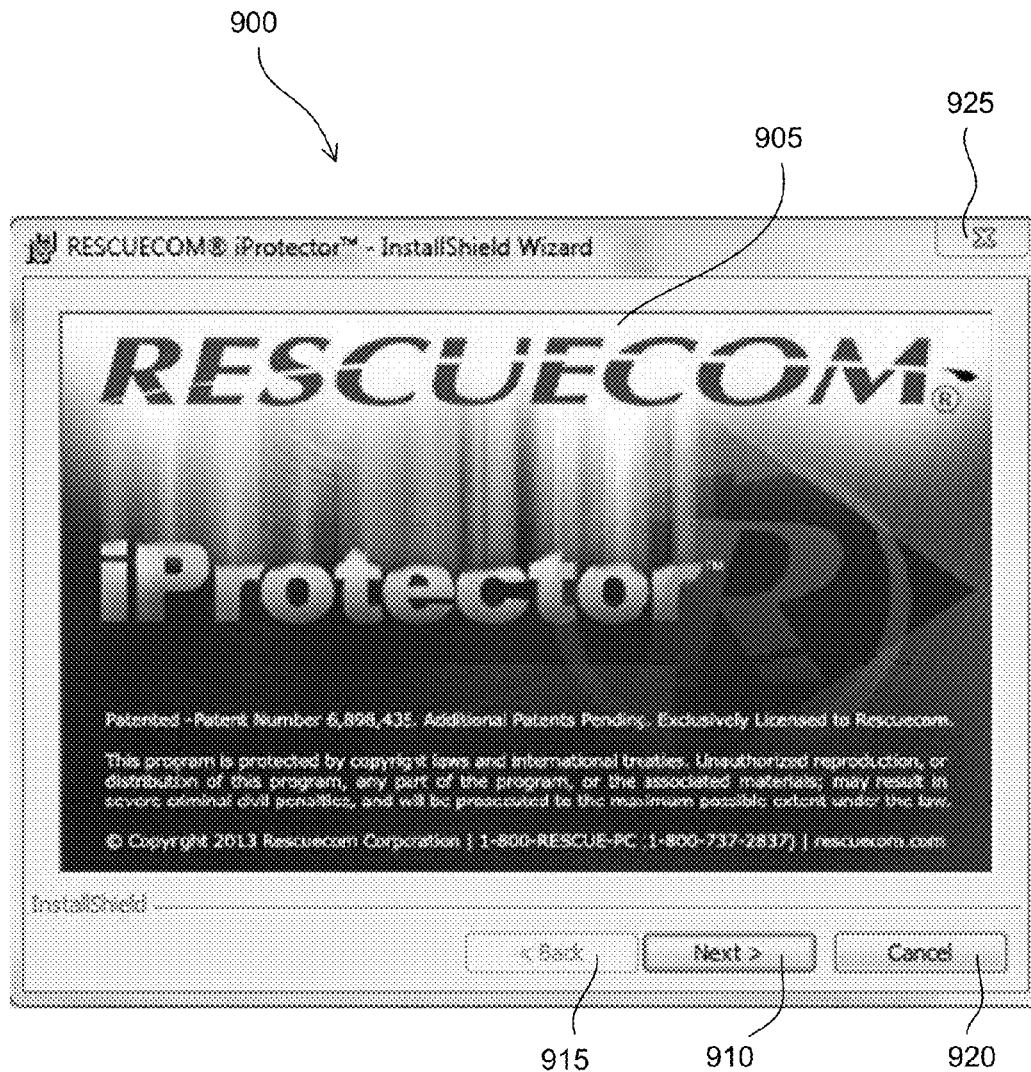 900
925
905
RESCUECOM® iProtector™ - InstallShield Wizard
RESCUECOM®
iProtector™
Patented - Patent Number 6,898,435. Additional Patents Pending. Exclusively Licensed to Rescuecom.
This program is protected by copyright laws and international treaties. Unauthorized reproduction, or
distribution of this program, any part of the program, or the associated materials, may result in
severe criminal civil penalties, and will be prosecuted to the maximum possible extent under the law.
© Copyright 2013 Rescuecom Corporation | 1-800-RESCUE-PC 1-800-737-2837) | rescuecom.com
InstallShield
< Back
Next >
Cancel
915
910
920